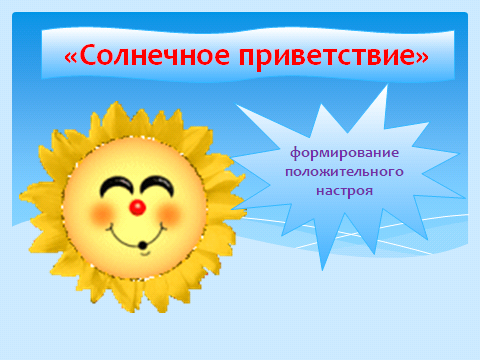 «Солнечное приветствие»
формирование
положительного
настроя